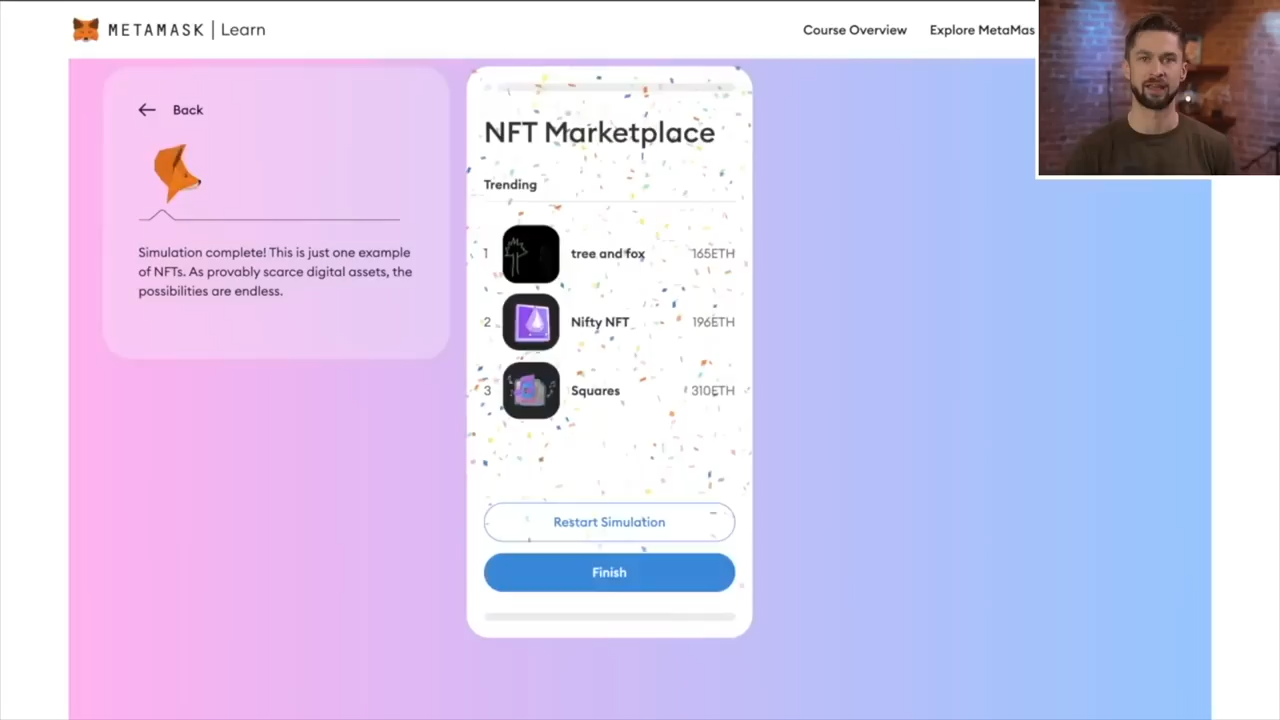 METAMASK | Learn
Course Overview
Explore MetaMas
Back
Simulation complete! This is just one example
of NFTs. As provably scarce digital assets, the
possibilities are endless.
NFT Marketplace
Trending
1 tree and fox 165ETH
2 Nifty NFT 196ETH
3 Squares 310ETH
Restart Simulation
Finish